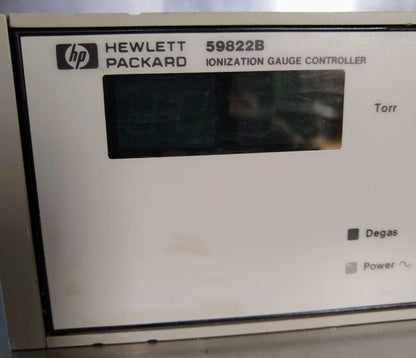 hp HEWLETT PACKARD
59822B
IONIZATION GAUGE CONTROLLER
Torr
Degas
Power ~